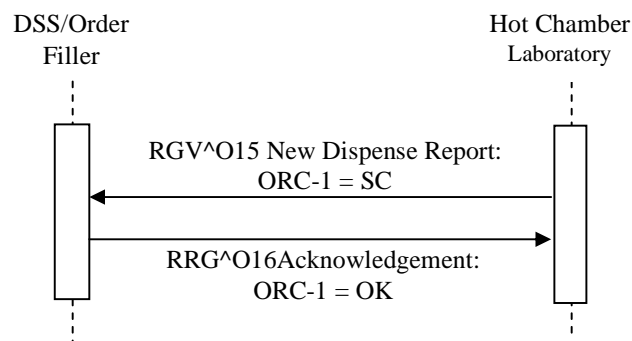 DSS/Order
Filler
Hot Chamber
Laboratory
RGV^O15 New Dispense Report:
ORC-1 = SC
RRG^O16Acknowledgement:
ORC-1 = OK